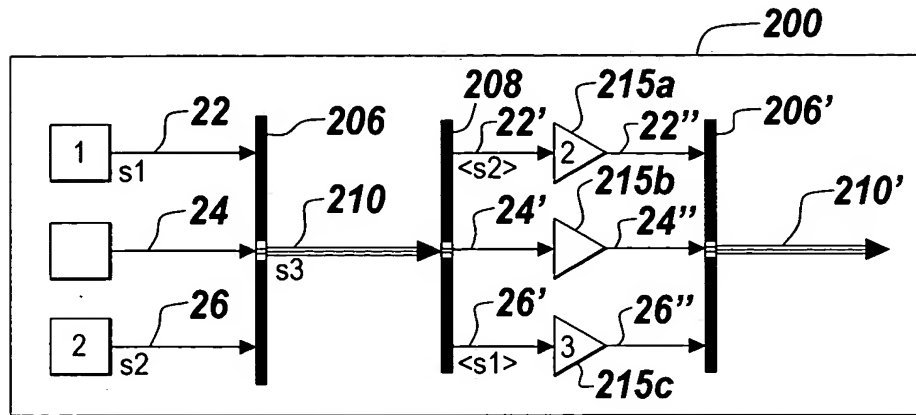 200
22 206 208 22' 215a 22" 206'
1 s1 <s2> 2
24 210 24' 215b 24" 210'
s3
26 26' 26"
2 s2 <s1> 3
215c